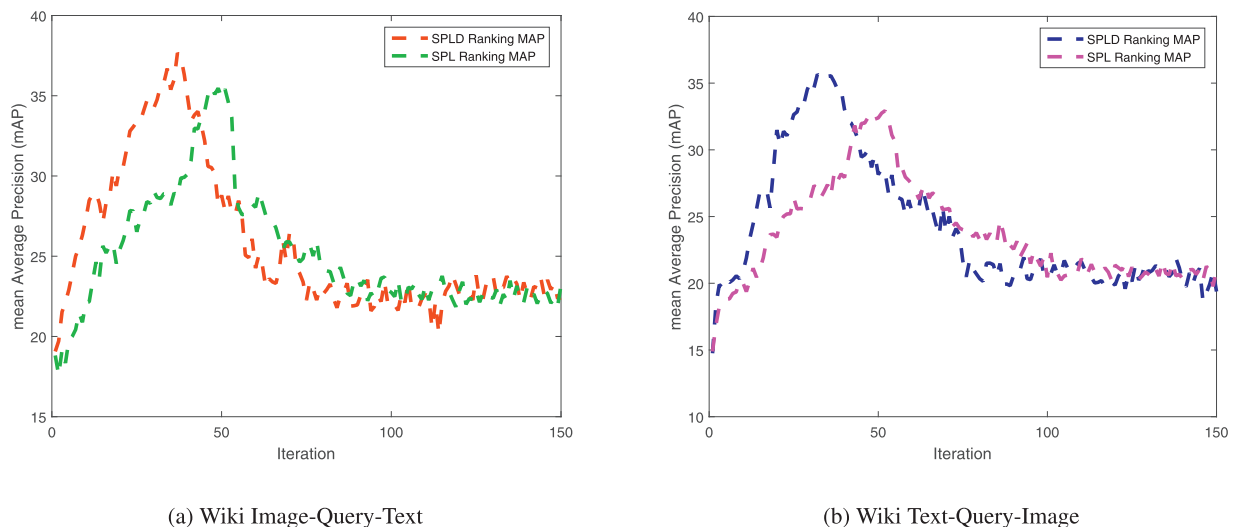 40
35
30
25
20
15
mean Average Precision (mAP)
0
50
100
150
Iteration
SPLD Ranking MAP
SPL Ranking MAP
(a) Wiki Image-Query-Text
40
35
30
25
20
15
10
mean Average Precision (mAP)
0
50
100
150
Iteration
SPLD Ranking MAP
SPL Ranking MAP
(b) Wiki Text-Query-Image